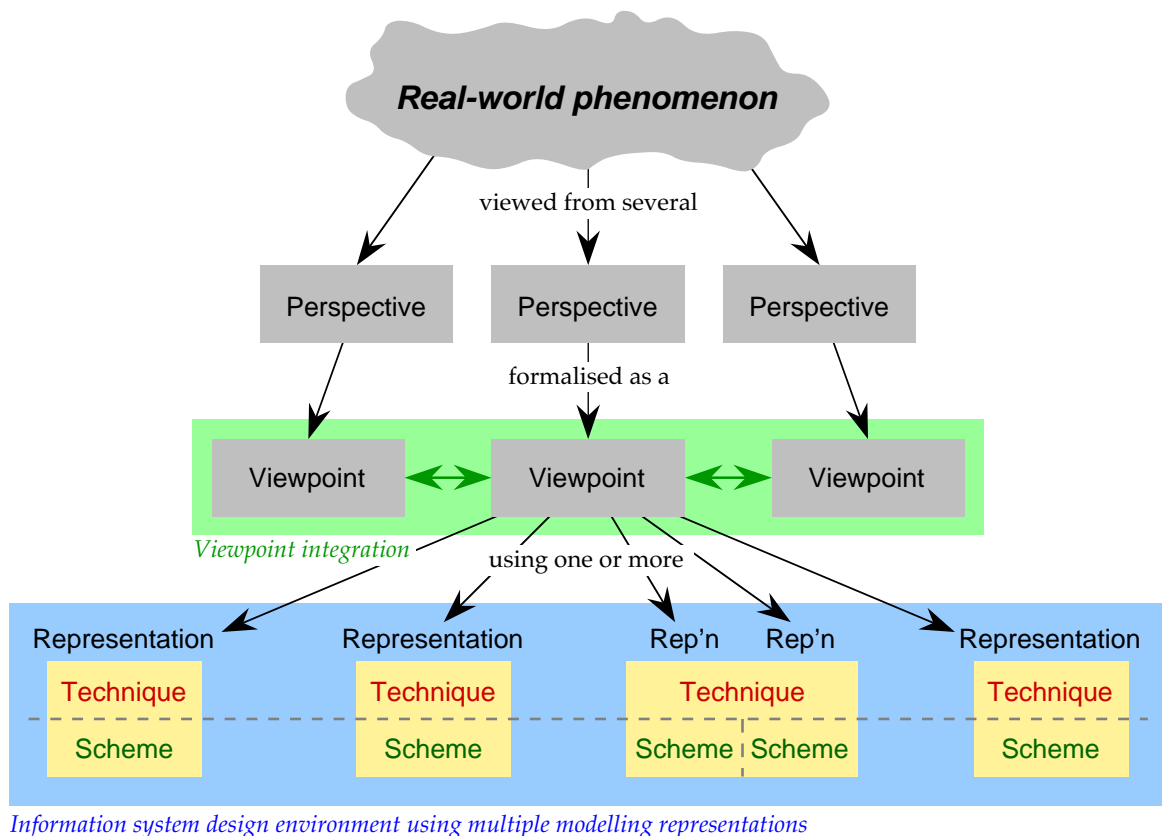 Real-world phenomenon
viewed from several
Perspective Perspective Perspective
formalised as a
Viewpoint Viewpoint Viewpoint
Viewpoint integration
using one or more
Representation Representation Rep’n Rep’n Representation
Technique Technique Technique Technique
Scheme Scheme Scheme Scheme Scheme
Information system design environment using multiple modelling representations